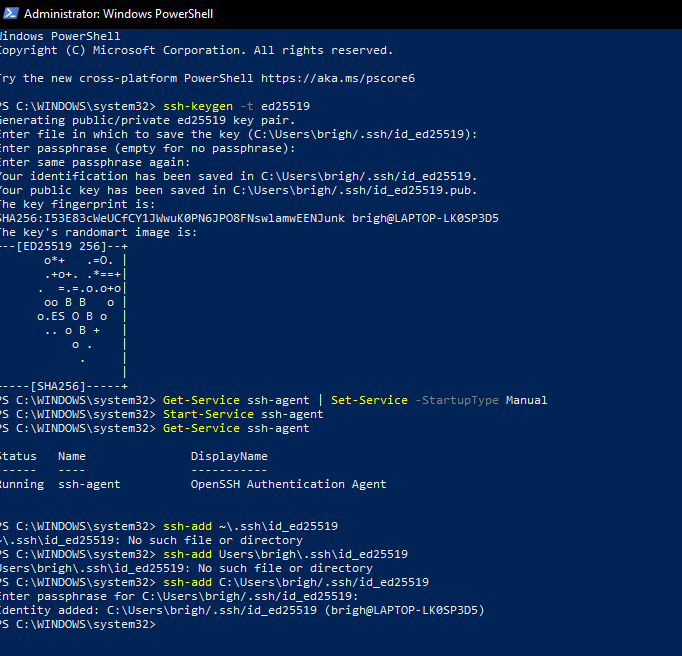 Administrator: Windows PowerShell
Windows PowerShell
Copyright (C) Microsoft Corporation. All rights reserved.
Try the new cross-platform PowerShell https://aka.ms/pscore6
PS C:\WINDOWS\system32> ssh-keygen -t ed25519
Generating public/private ed25519 key pair.
Enter file in which to save the key (C:\Users\brigh/.ssh/id_ed25519):
Enter passphrase (empty for no passphrase):
Enter same passphrase again:
Your identification has been saved in C:\Users\brigh/.ssh/id_ed25519.
Your public key has been saved in C:\Users\brigh/.ssh/id_ed25519.pub.
The key fingerprint is:
SHA256:I53E83cWeUCfCY1JWwuK0PN6JPO8FNswlamwEENJunk brigh@LAPTOP-LK0SP3D5
The key's randomart image is:
---[ED25519 256]--+
      o*+   .=O. |
      .+o+. .*==+|
     .  =.=.o.o+o|
      oo B B   o |
     o.ES O B o  |
      .. o B +   |
          o .    |
           .     |
                 |
-----[SHA256]-----+
PS C:\WINDOWS\system32> Get-Service ssh-agent | Set-Service -StartupType Manual
PS C:\WINDOWS\system32> Start-Service ssh-agent
PS C:\WINDOWS\system32> Get-Service ssh-agent
Status   Name               DisplayName
------   ----               -----------
Running  ssh-agent          OpenSSH Authentication Agent
PS C:\WINDOWS\system32> ssh-add ~\.ssh\id_ed25519
~\.ssh\id_ed25519: No such file or directory
PS C:\WINDOWS\system32> ssh-add Users\brigh\.ssh\id_ed25519
Users\brigh\.ssh\id_ed25519: No such file or directory
PS C:\WINDOWS\system32> ssh-add C:\Users\brigh/.ssh/id_ed25519
Enter passphrase for C:\Users\brigh/.ssh/id_ed25519:
Identity added: C:\Users\brigh/.ssh/id_ed25519 (brigh@LAPTOP-LK0SP3D5)
PS C:\WINDOWS\system32>